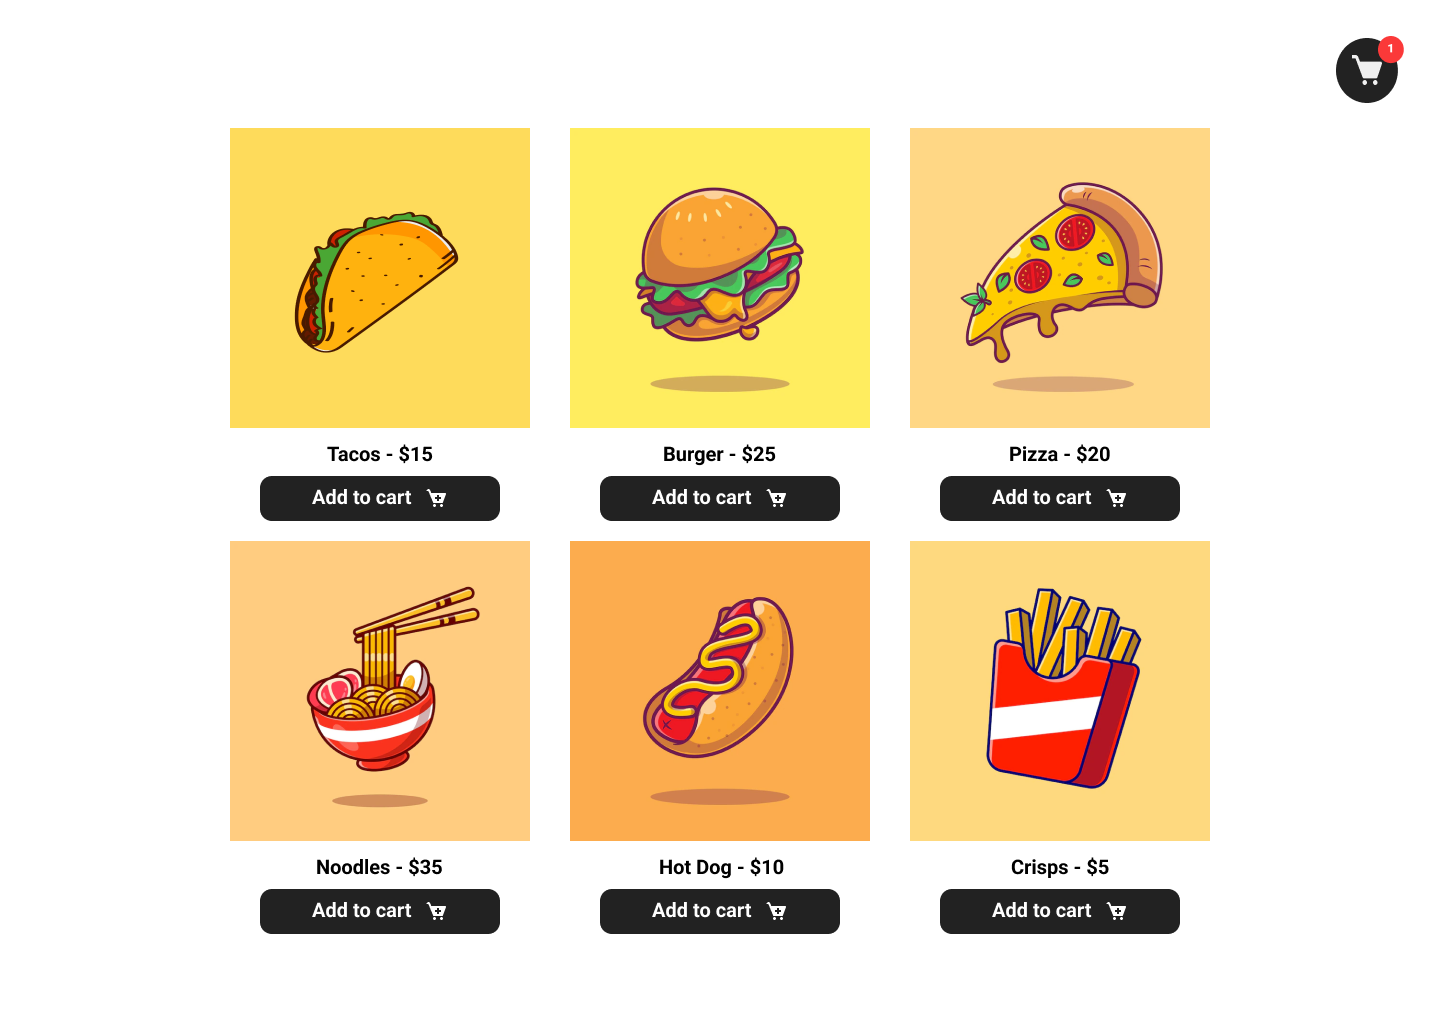 1
Tacos - $15
Burger - $25
Pizza - $20
Add to cart
Add to cart
Add to cart
Noodles - $35
Hot Dog - $10
Crisps - $5
Add to cart
Add to cart
Add to cart